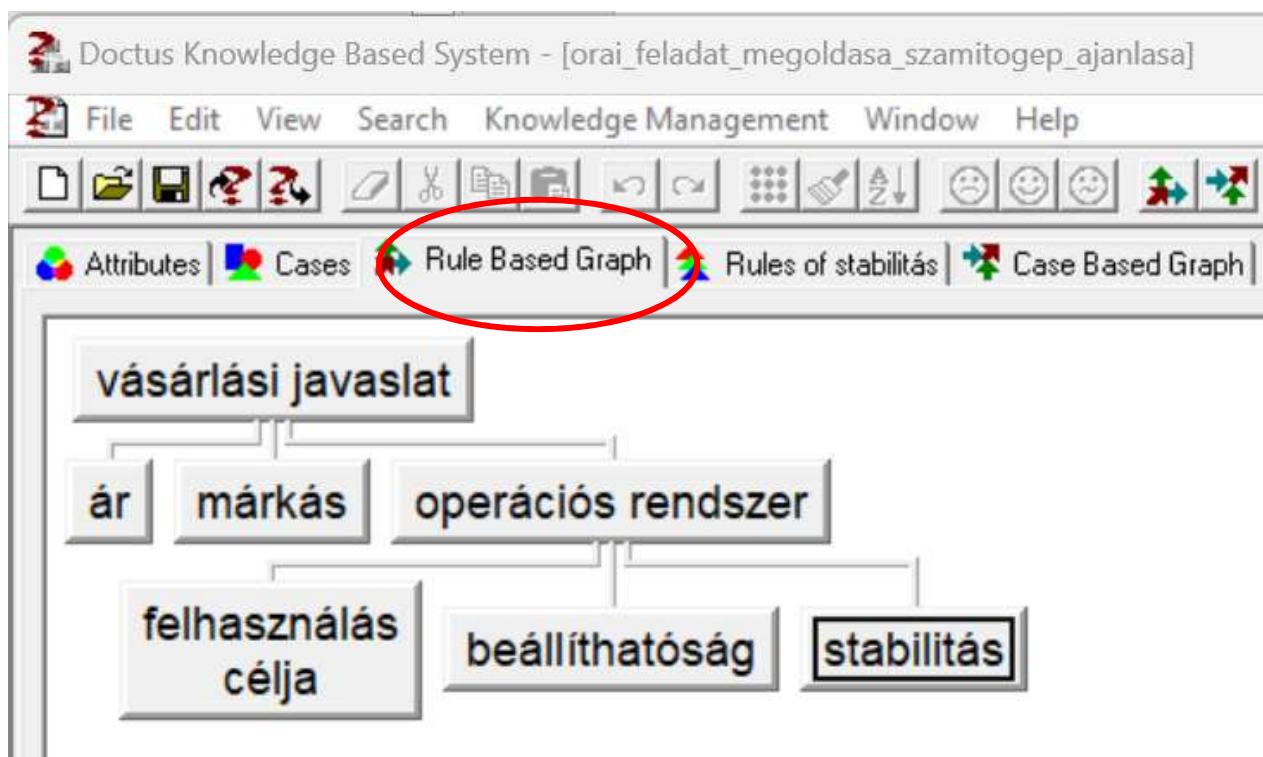 Doctus Knowledge Based System - [orai_feladat_megoldasa_szamitogep_ajanlasa]
File Edit View Search Knowledge Management Window Help
Attributes Cases Rule Based Graph Rules of stabilitás Case Based Graph
vásárlási javaslat
ár márkás operációs rendszer
felhasználás
célja
beállíthatóság stabilitás